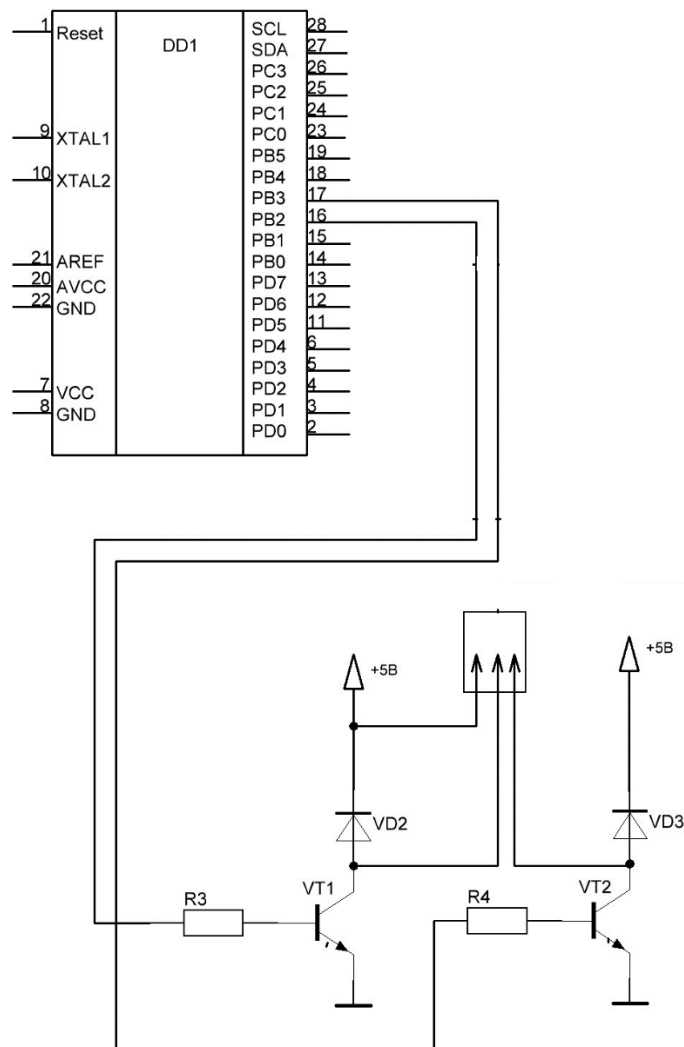 1 Reset DD1 SCL 28
SDA 27
PC3 26
PC2 25
PC1 24
9 XTAL1 PC0 23
PB5 19
10 XTAL2 PB4 18
PB3 17
PB2 16
PB1 15
21 AREF PB0 14
20 AVCC PD7 13
22 GND PD6 12
PD5 11
PD4 6
PD3 5
7 VCC PD2 4
8 GND PD1 3
PD0 2
+5В +5В
VD2 VD3
R3 VT1 R4 VT2